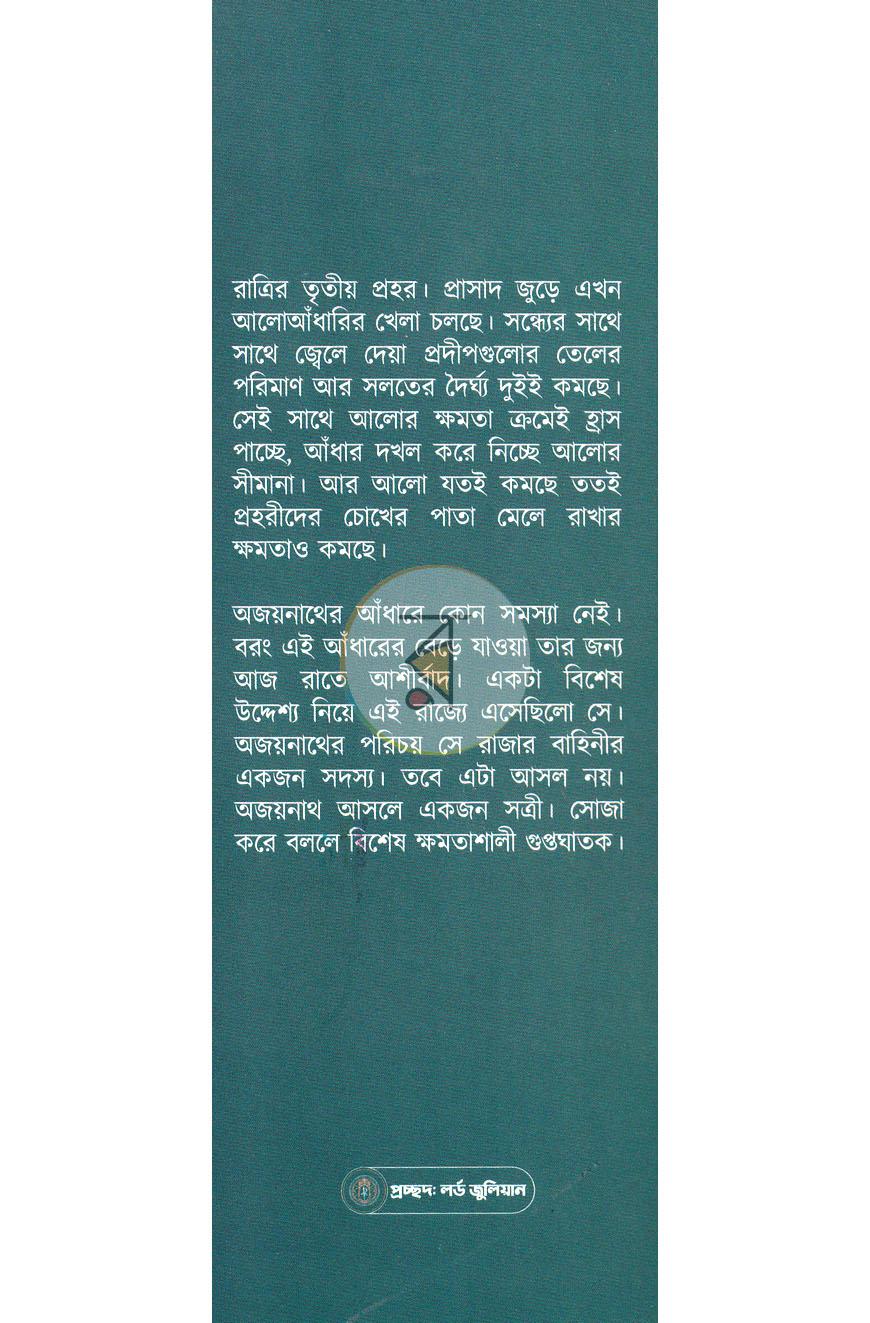 রাত্রির তৃতীয় প্রহর। প্রাসাদ জুড়ে এখন
আলোআঁধারির খেলা চলছে। সন্ধ্যের সাথে
সাথে জ্বেলে দেয়া প্রদীপগুলোর তেলের
পরিমাণ আর সলতের দৈর্ঘ্য দুইই কমছে।
সেই সাথে আলোর ক্ষমতা ক্রমেই হ্রাস
পাচ্ছে, আঁধার দখল করে নিচ্ছে আলোর
সীমানা। আর আলো যতই কমছে ততই
প্রহরীদের চোখের পাতা মেলে রাখার
ক্ষমতাও কমছে।
অজয়নাথের আঁধারে কোন সমস্যা নেই।
বরং এই আঁধারের বেড়ে যাওয়া তার জন্য
আজ রাতে আশীর্বাদ। একটা বিশেষ
উদ্দেশ্য নিয়ে এই রাজ্যে এসেছিলো সে।
অজয়নাথের পরিচয় সে রাজার বাহিনীর
একজন সদস্য। তবে এটা আসল নয়।
অজয়নাথ আসলে একজন সত্রী। সোজা
করে বললে বিশেষ ক্ষমতাশালী গুপ্তঘাতক।
প্রচ্ছদ: লর্ড জুলিয়ান